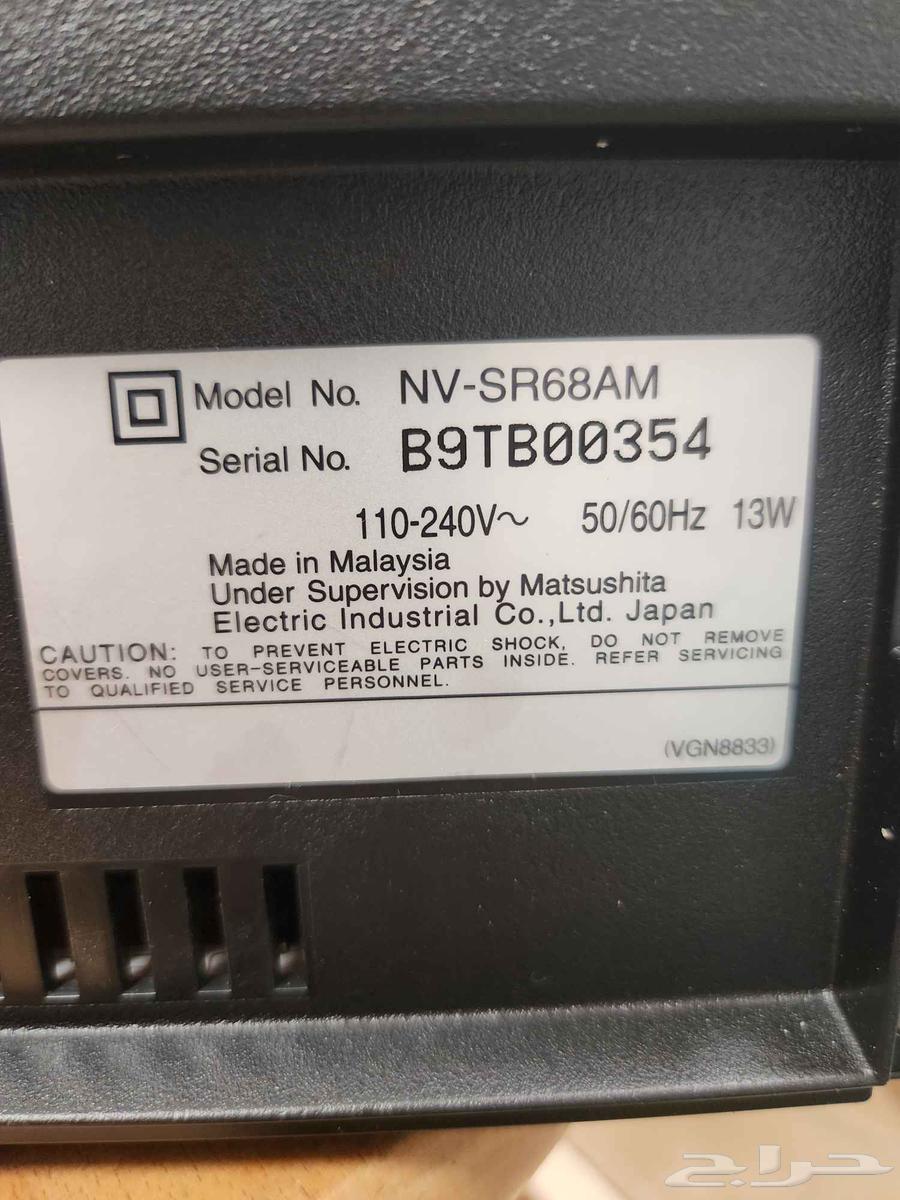 Model No. NV-SR68AM
Serial No. B9TB00354
110-240V~ 50/60Hz 13W
Made in Malaysia
Under Supervision by Matsushita
Electric Industrial Co.,Ltd. Japan
CAUTION: TO PREVENT ELECTRIC SHOCK, DO NOT REMOVE
COVERS. NO USER-SERVICEABLE PARTS INSIDE. REFER SERVICING
TO QUALIFIED SERVICE PERSONNEL.
(VGN8833)
حراج